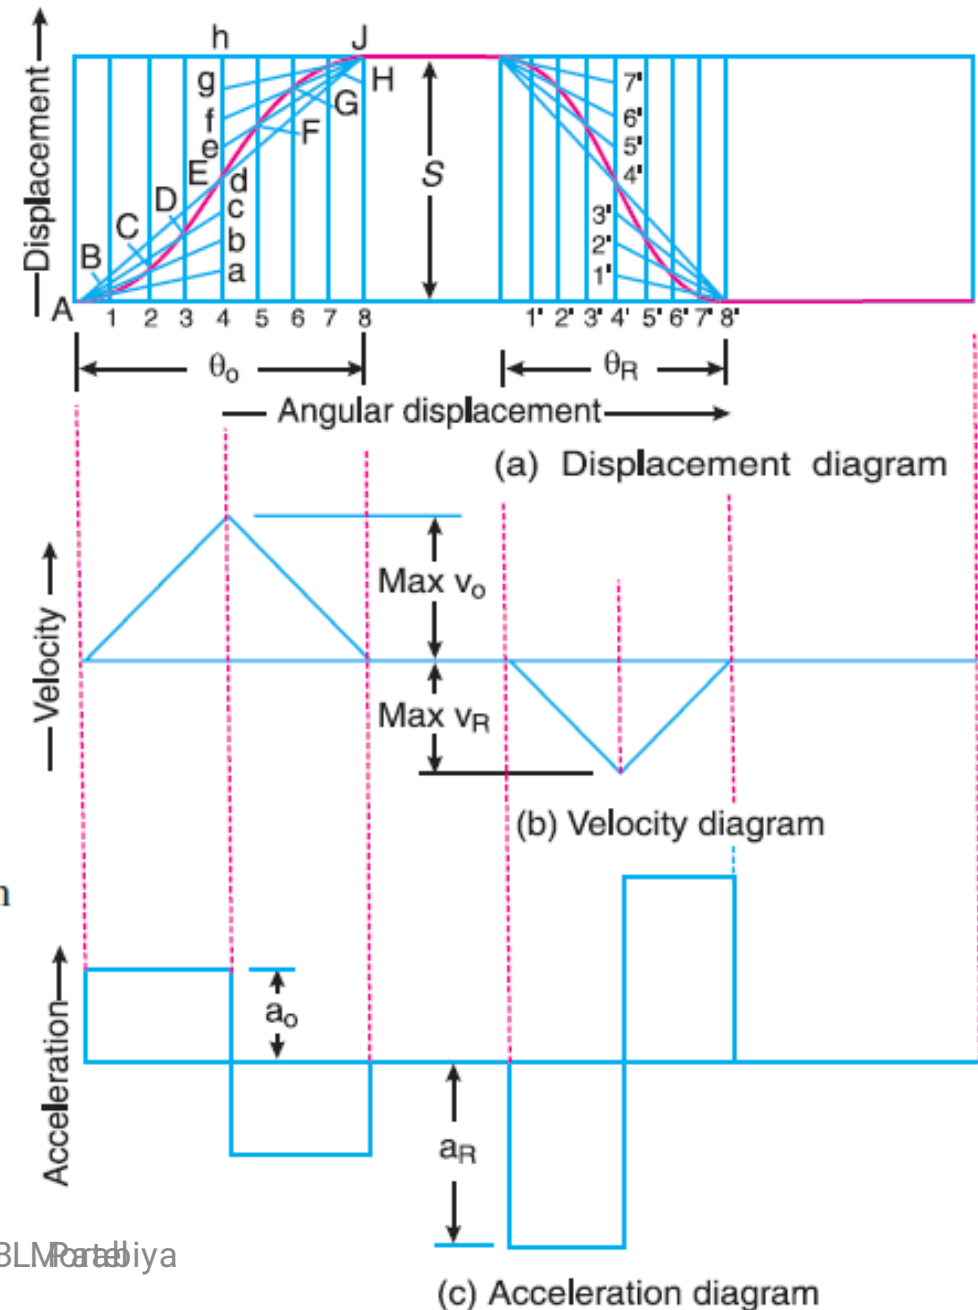 Displacement
h
J
g
H
G
f
F
e
E
d
S
D
c
C
b
B
a
A
1 2 3 4 5 6 7 8
7'
6'
5'
4'
3'
2'
1'
1' 2' 3' 4' 5' 6' 7' 8'
θo
θR
Angular displacement
(a) Displacement diagram
Velocity
Max vo
Max vR
(b) Velocity diagram
n
Acceleration
ao
aR
(c) Acceleration diagram